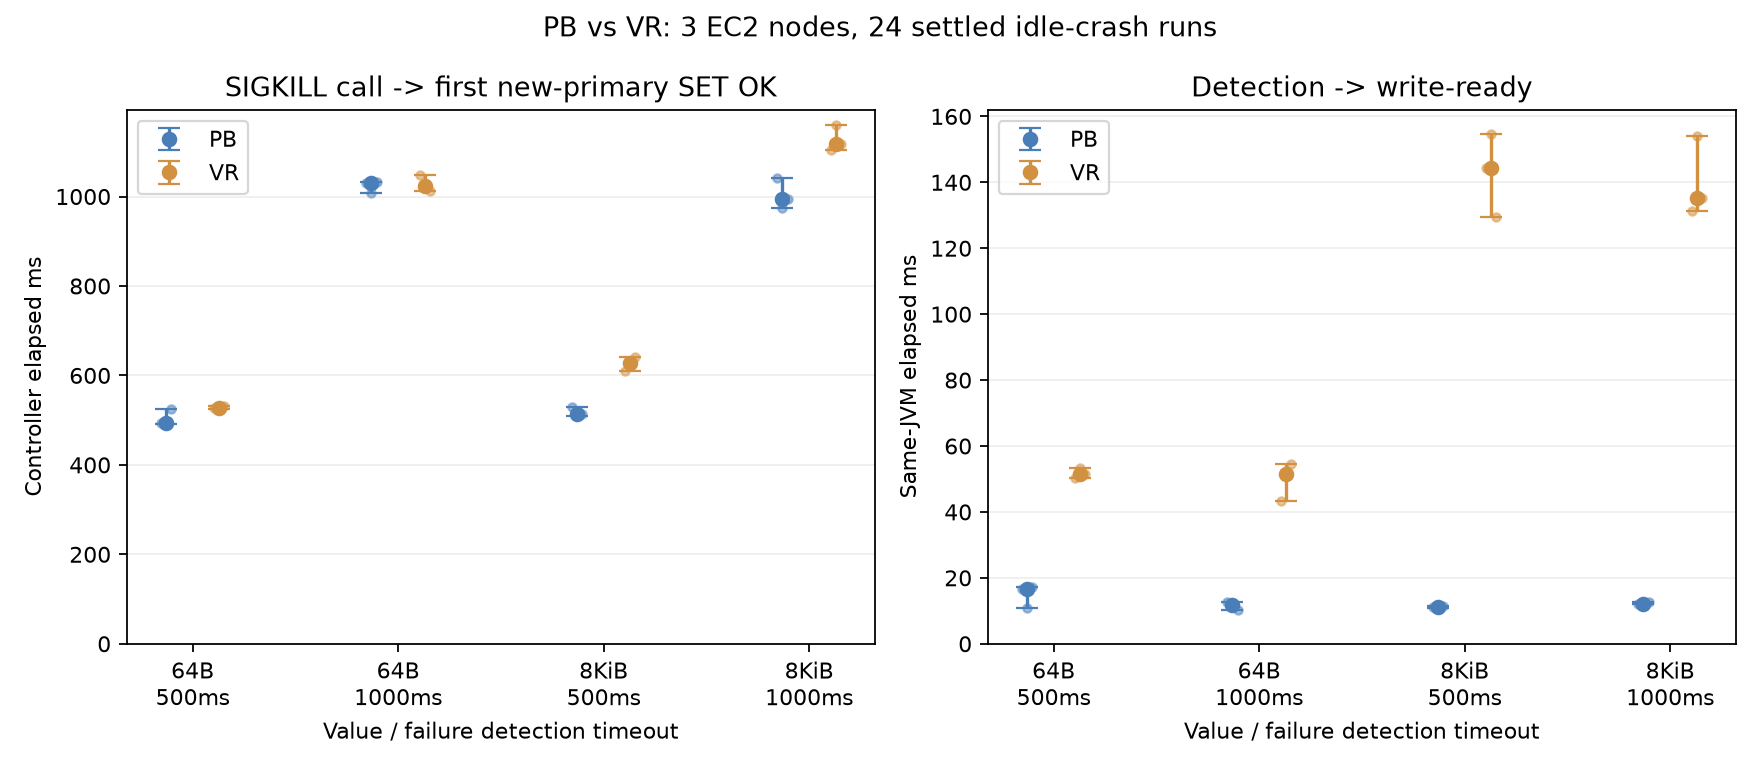 PB vs VR: 3 EC2 nodes, 24 settled idle-crash runs
SIGKILL call -> first new-primary SET OK
PB
VR
Controller elapsed ms
1000
800
600
400
200
0
64B
500ms
64B
1000ms
8KiB
500ms
8KiB
1000ms
Value / failure detection timeout
Detection -> write-ready
PB
VR
Same-JVM elapsed ms
160
140
120
100
80
60
40
20
0
64B
500ms
64B
1000ms
8KiB
500ms
8KiB
1000ms
Value / failure detection timeout